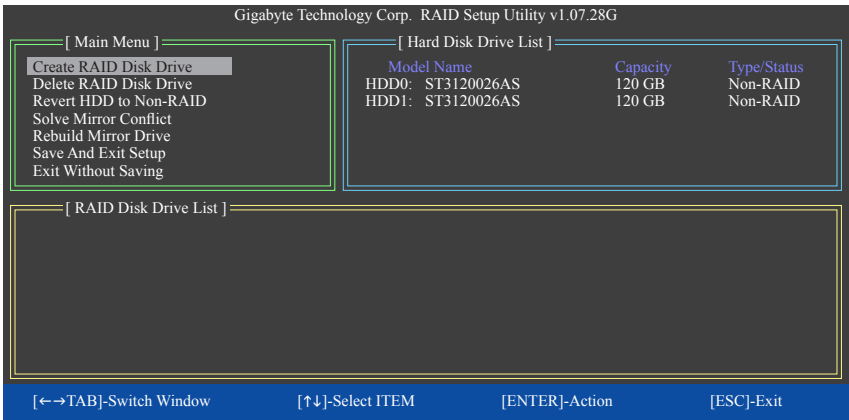 Gigabyte Technology Corp. RAID Setup Utility v1.07.28G
[ Main Menu ]
Create RAID Disk Drive
Delete RAID Disk Drive
Revert HDD to Non-RAID
Solve Mirror Conflict
Rebuild Mirror Drive
Save And Exit Setup
Exit Without Saving
[ Hard Disk Drive List ]
Model Name Capacity Type/Status
HDD0: ST3120026AS 120 GB Non-RAID
HDD1: ST3120026AS 120 GB Non-RAID
[ RAID Disk Drive List ]
[←→TAB]-Switch Window [↑↓]-Select ITEM [ENTER]-Action [ESC]-Exit